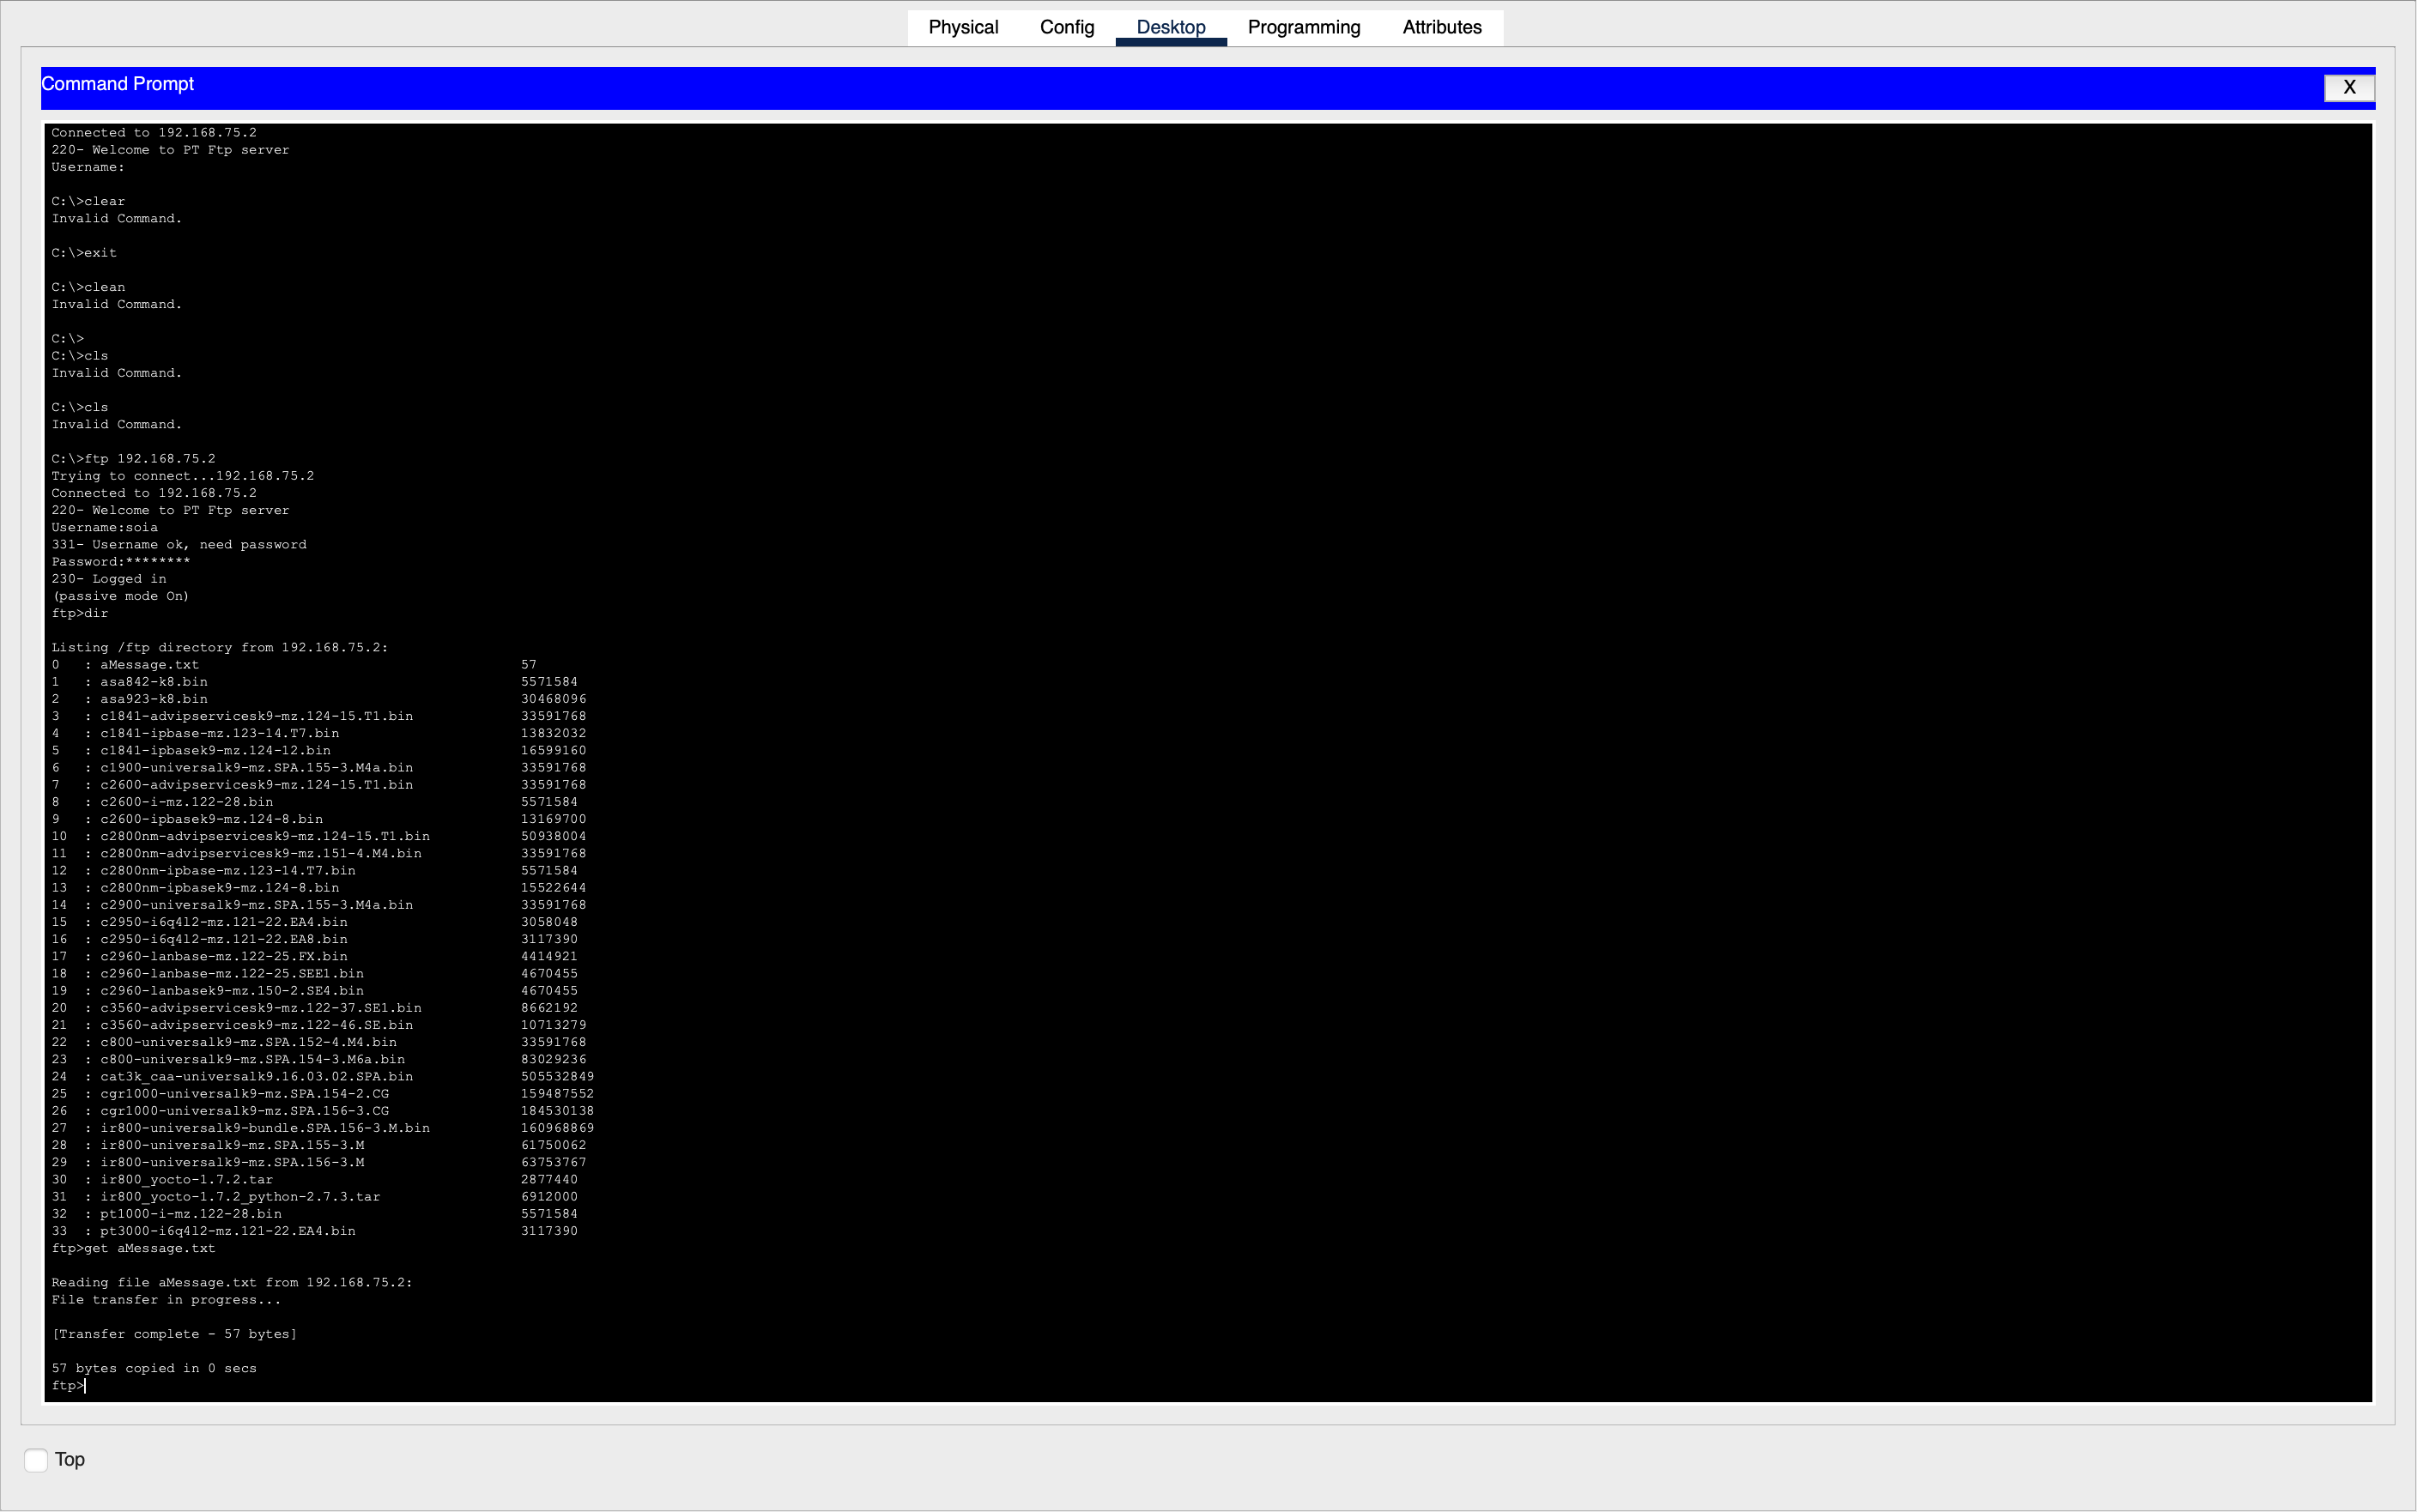 Physical Config Desktop Programming Attributes
Command Prompt X
Connected to 192.168.75.2
220- Welcome to PT Ftp server
Username:
C:\>clear
Invalid Command.
C:\>exit
C:\>clean
Invalid Command.
C:\>
C:\>cls
Invalid Command.
C:\>cls
Invalid Command.
C:\>ftp 192.168.75.2
Trying to connect...192.168.75.2
Connected to 192.168.75.2
220- Welcome to PT Ftp server
Username:soia
331- Username ok, need password
Password:********
230- Logged in
(passive mode On)
ftp>dir
Listing /ftp directory from 192.168.75.2:
0 : aMessage.txt 57
1 : asa842-k8.bin 5571584
2 : asa923-k8.bin 30468096
3 : c1841-advipservicesk9-mz.124-15.T1.bin 33591768
4 : c1841-ipbase-mz.123-14.T7.bin 13832032
5 : c1841-ipbasek9-mz.124-12.bin 16599160
6 : c1900-universalk9-mz.SPA.155-3.M4a.bin 33591768
7 : c2600-advipservicesk9-mz.124-15.T1.bin 33591768
8 : c2600-i-mz.122-28.bin 5571584
9 : c2600-ipbasek9-mz.124-8.bin 13169700
10 : c2800nm-advipservicesk9-mz.124-15.T1.bin 50938004
11 : c2800nm-advipservicesk9-mz.151-4.M4.bin 33591768
12 : c2800nm-ipbase-mz.123-14.T7.bin 5571584
13 : c2800nm-ipbasek9-mz.124-8.bin 15522644
14 : c2900-universalk9-mz.SPA.155-3.M4a.bin 33591768
15 : c2950-i6q4l2-mz.121-22.EA4.bin 3058048
16 : c2950-i6q4l2-mz.121-22.EA8.bin 3117390
17 : c2960-lanbase-mz.122-25.FX.bin 4414921
18 : c2960-lanbase-mz.122-25.SEE1.bin 4670455
19 : c2960-lanbasek9-mz.150-2.SE4.bin 4670455
20 : c3560-advipservicesk9-mz.122-37.SE1.bin 8662192
21 : c3560-advipservicesk9-mz.122-46.SE.bin 10713279
22 : c800-universalk9-mz.SPA.152-4.M4.bin 33591768
23 : c800-universalk9-mz.SPA.154-3.M6a.bin 83029236
24 : cat3k_caa-universalk9.16.03.02.SPA.bin 505532849
25 : cgr1000-universalk9-mz.SPA.154-2.CG 159487552
26 : cgr1000-universalk9-mz.SPA.156-3.CG 184530138
27 : ir800-universalk9-bundle.SPA.156-3.M.bin 160968869
28 : ir800-universalk9-mz.SPA.155-3.M 61750062
29 : ir800-universalk9-mz.SPA.156-3.M 63753767
30 : ir800_yocto-1.7.2.tar 2877440
31 : ir800_yocto-1.7.2_python-2.7.3.tar 6912000
32 : pt1000-i-mz.122-28.bin 5571584
33 : pt3000-i6q4l2-mz.121-22.EA4.bin 3117390
ftp>get aMessage.txt
Reading file aMessage.txt from 192.168.75.2:
File transfer in progress...
[Transfer complete - 57 bytes]
57 bytes copied in 0 secs
ftp>
Top